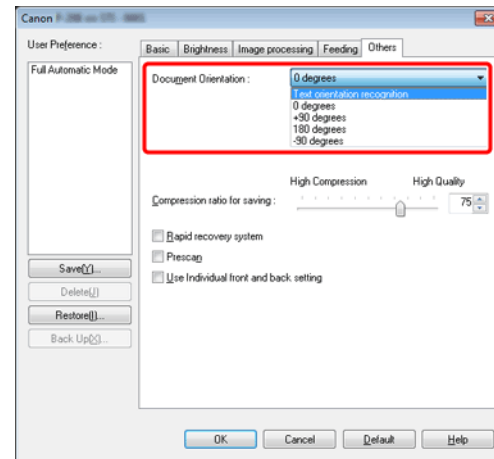 Canon
User Preference :
Full Automatic Mode
Save(Y)...
Delete(J)
Restore(I)...
Back Up(X)...
Basic Brightness Image processing Feeding Others
Document Orientation :
0 degrees
Text orientation recognition
0 degrees
+90 degrees
180 degrees
-90 degrees
High Compression High Quality
Compression ratio for saving :
75
Rapid recovery system
Prescan
Use Individual front and back setting
OK Cancel Default Help